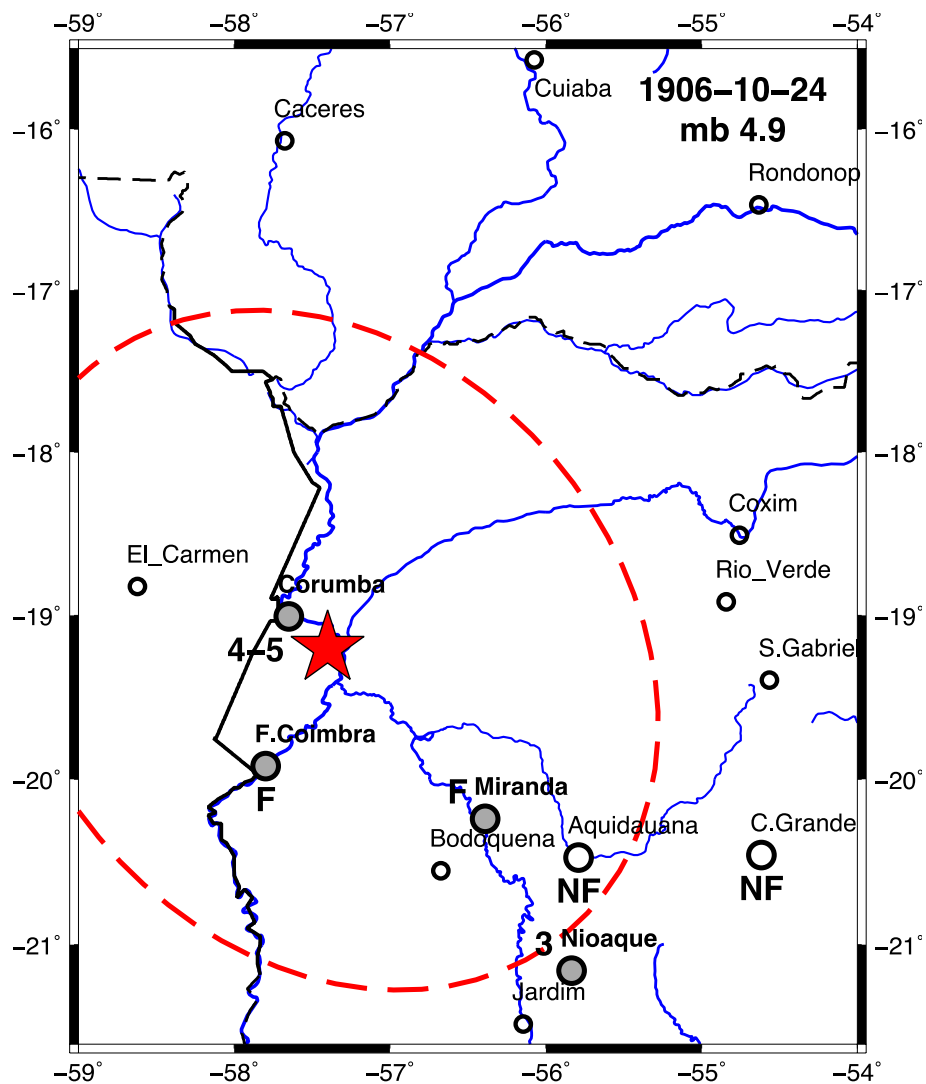 −59° −58° −57° −56° −55° −54°
Cuiaba
1906−10−24
mb 4.9
Caceres
−16° −16°
Rondonop
−17° −17°
−18° −18°
Coxim
El_Carmen
Rio_Verde
Corumba
−19° −19°
4−5
S.Gabriel
F.Coimbra
−20° −20°
F
F Miranda
Bodoquena
Aquidauana
C.Grande
NF
NF
−21° −21°
3 Nioaque
Jardim
−59° −58° −57° −56° −55° −54°